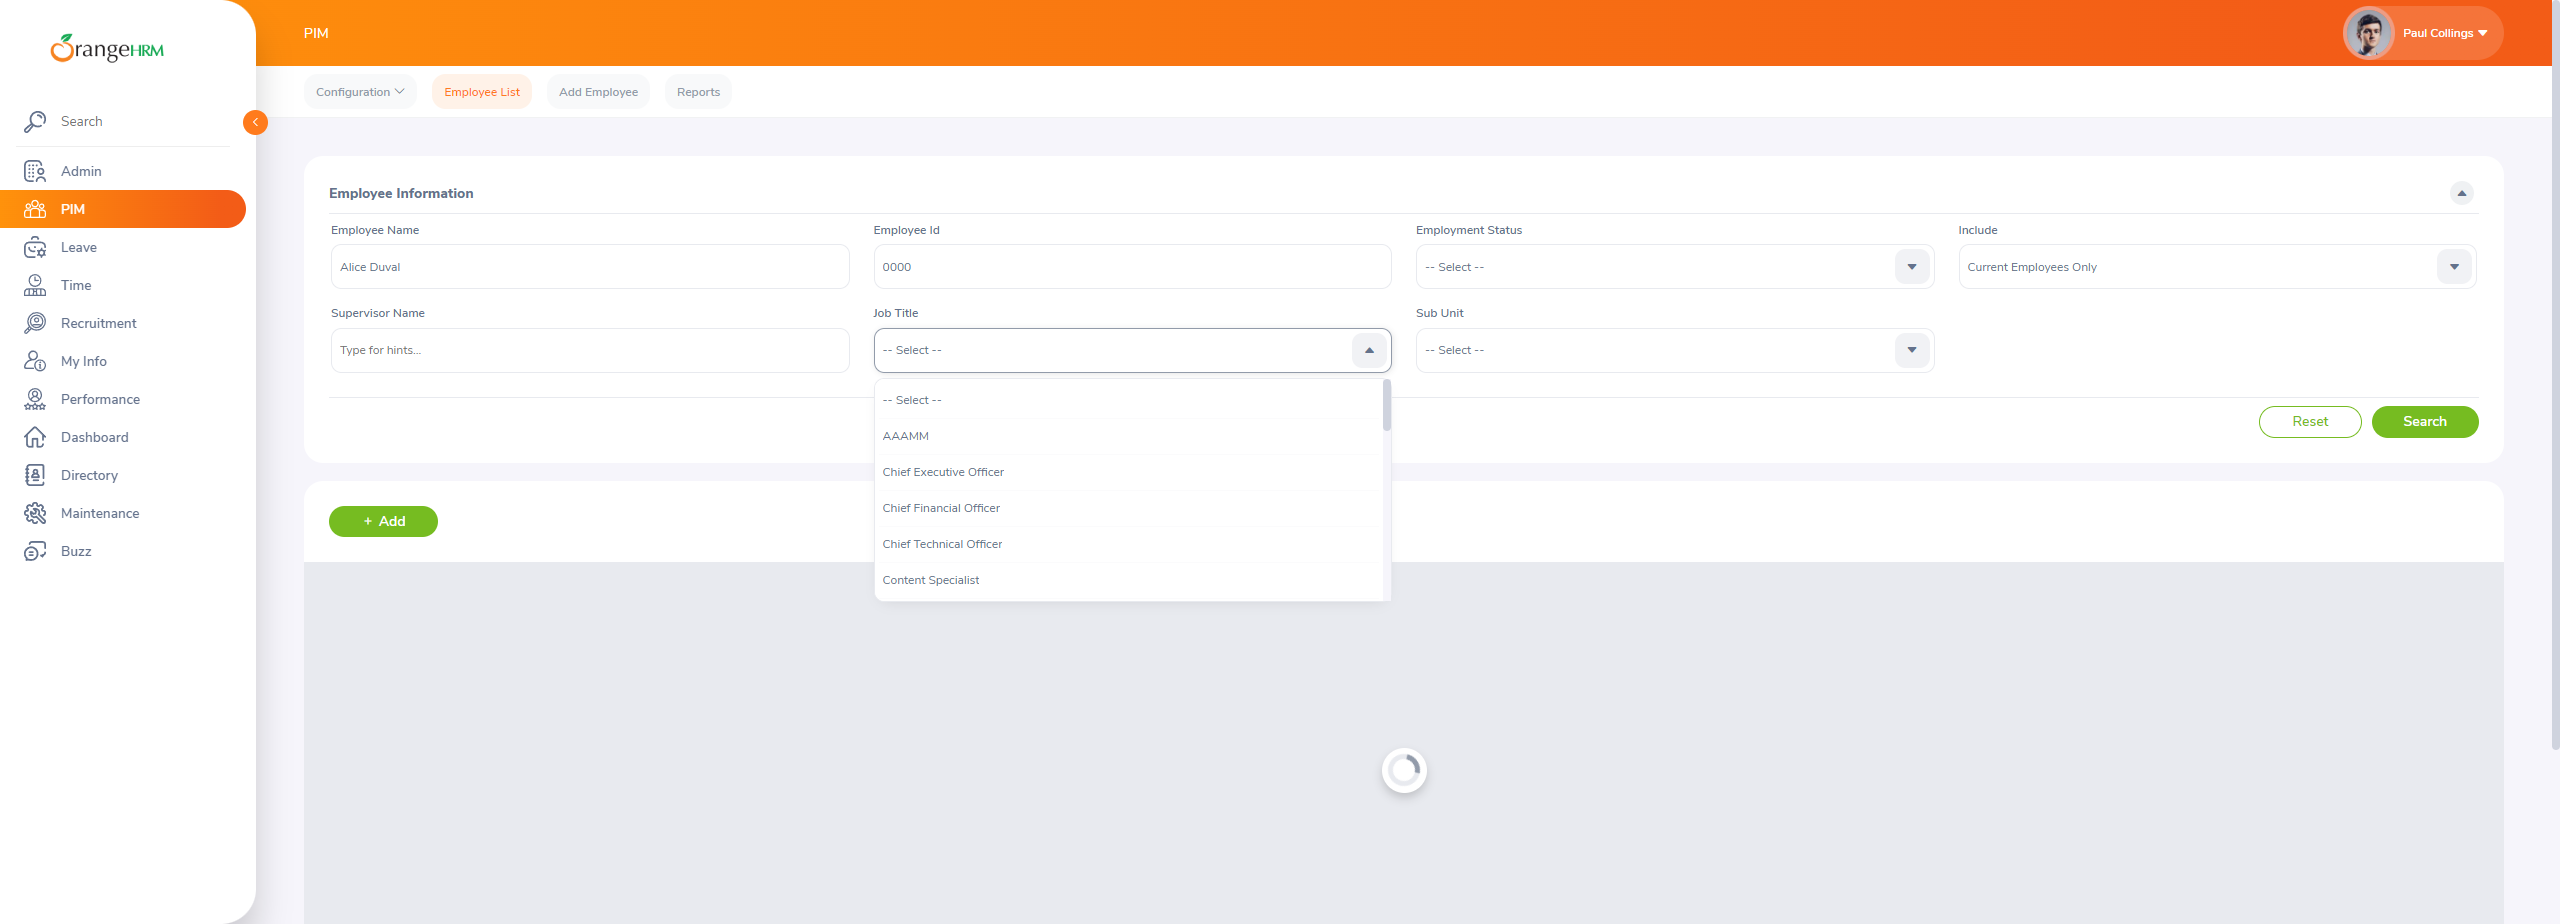 OrangeHRM
PIM
Paul Collings
Configuration
Employee List
Add Employee
Reports
Search
Admin
PIM
Leave
Time
Recruitment
My Info
Performance
Dashboard
Directory
Maintenance
Buzz
Employee Information
Employee Name
Employee Id
Employment Status
Include
Alice Duval
0000
-- Select --
Current Employees Only
Supervisor Name
Job Title
Sub Unit
Type for hints...
-- Select --
-- Select --
-- Select --
AAAMM
Chief Executive Officer
Chief Financial Officer
Chief Technical Officer
Content Specialist
Reset
Search
+ Add